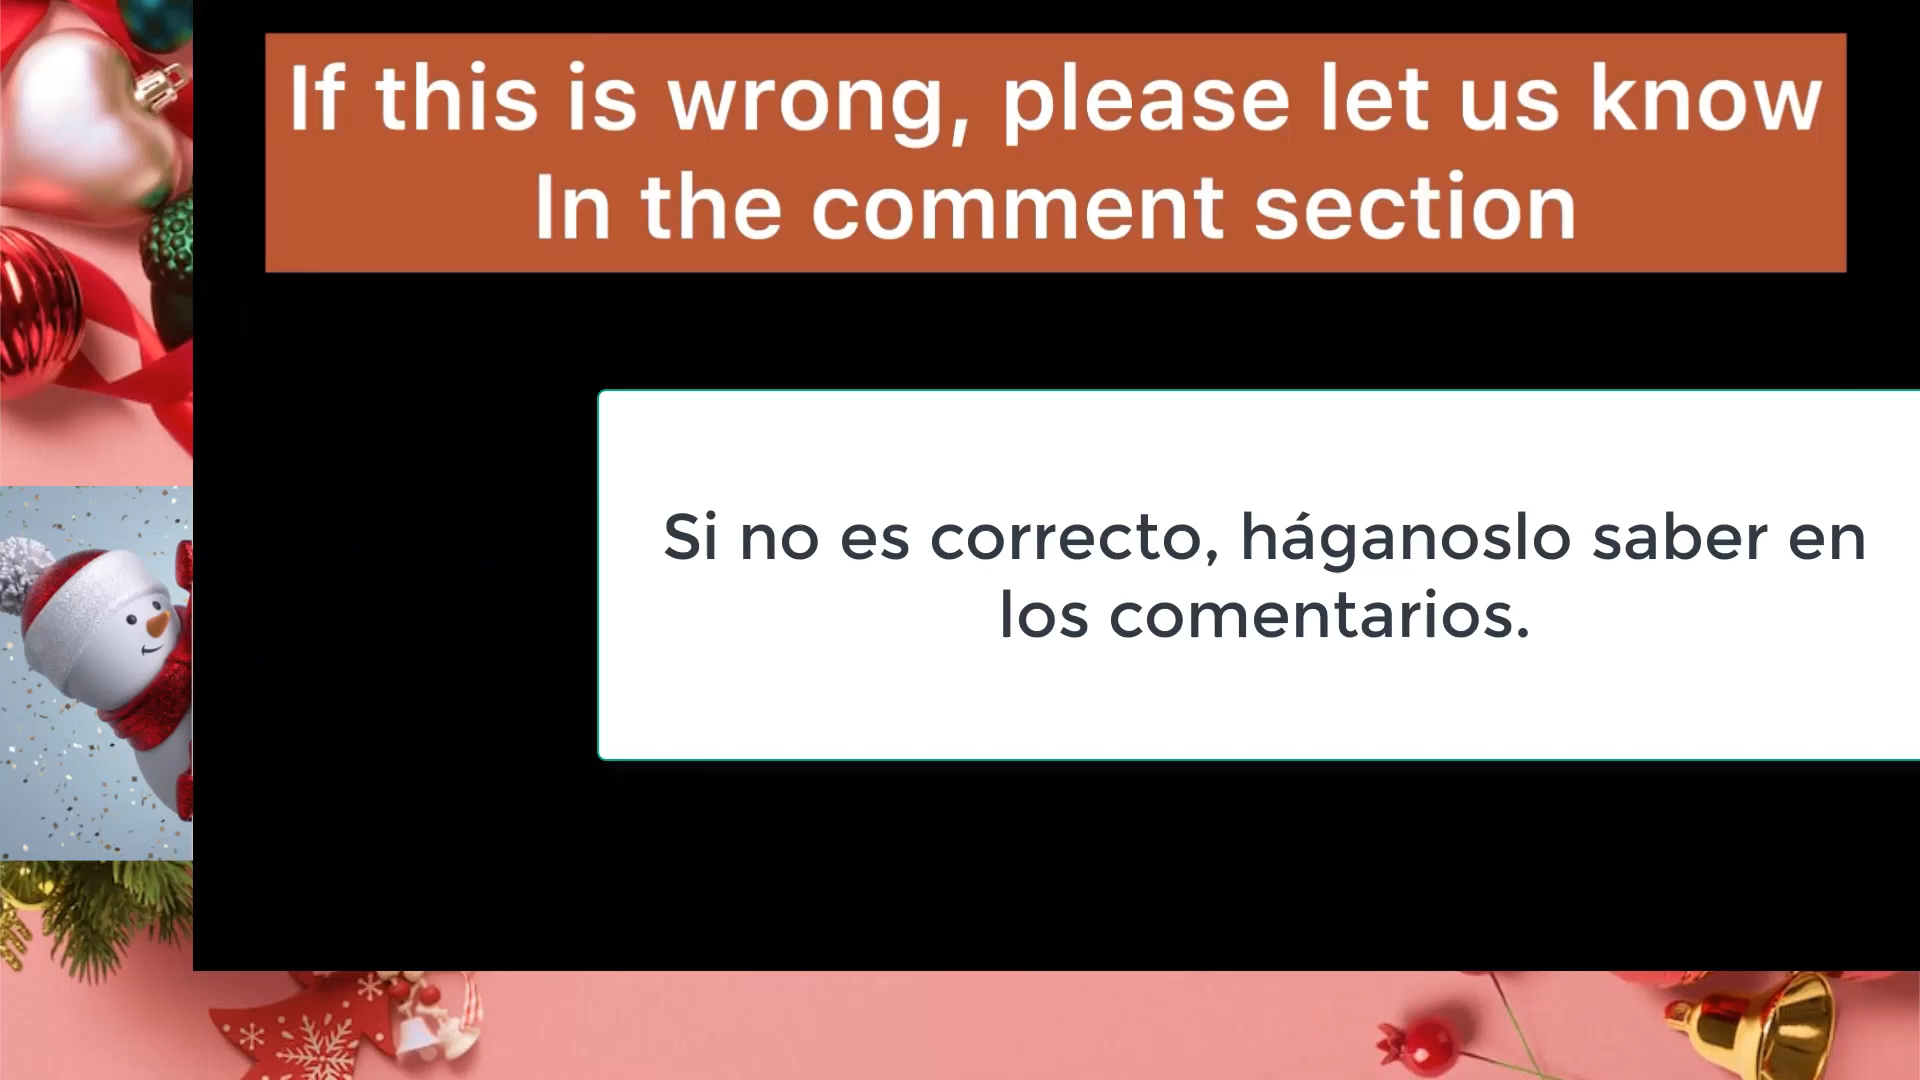 If this is wrong, please let us know
In the comment section
Si no es correcto, háganoslo saber en
los comentarios.